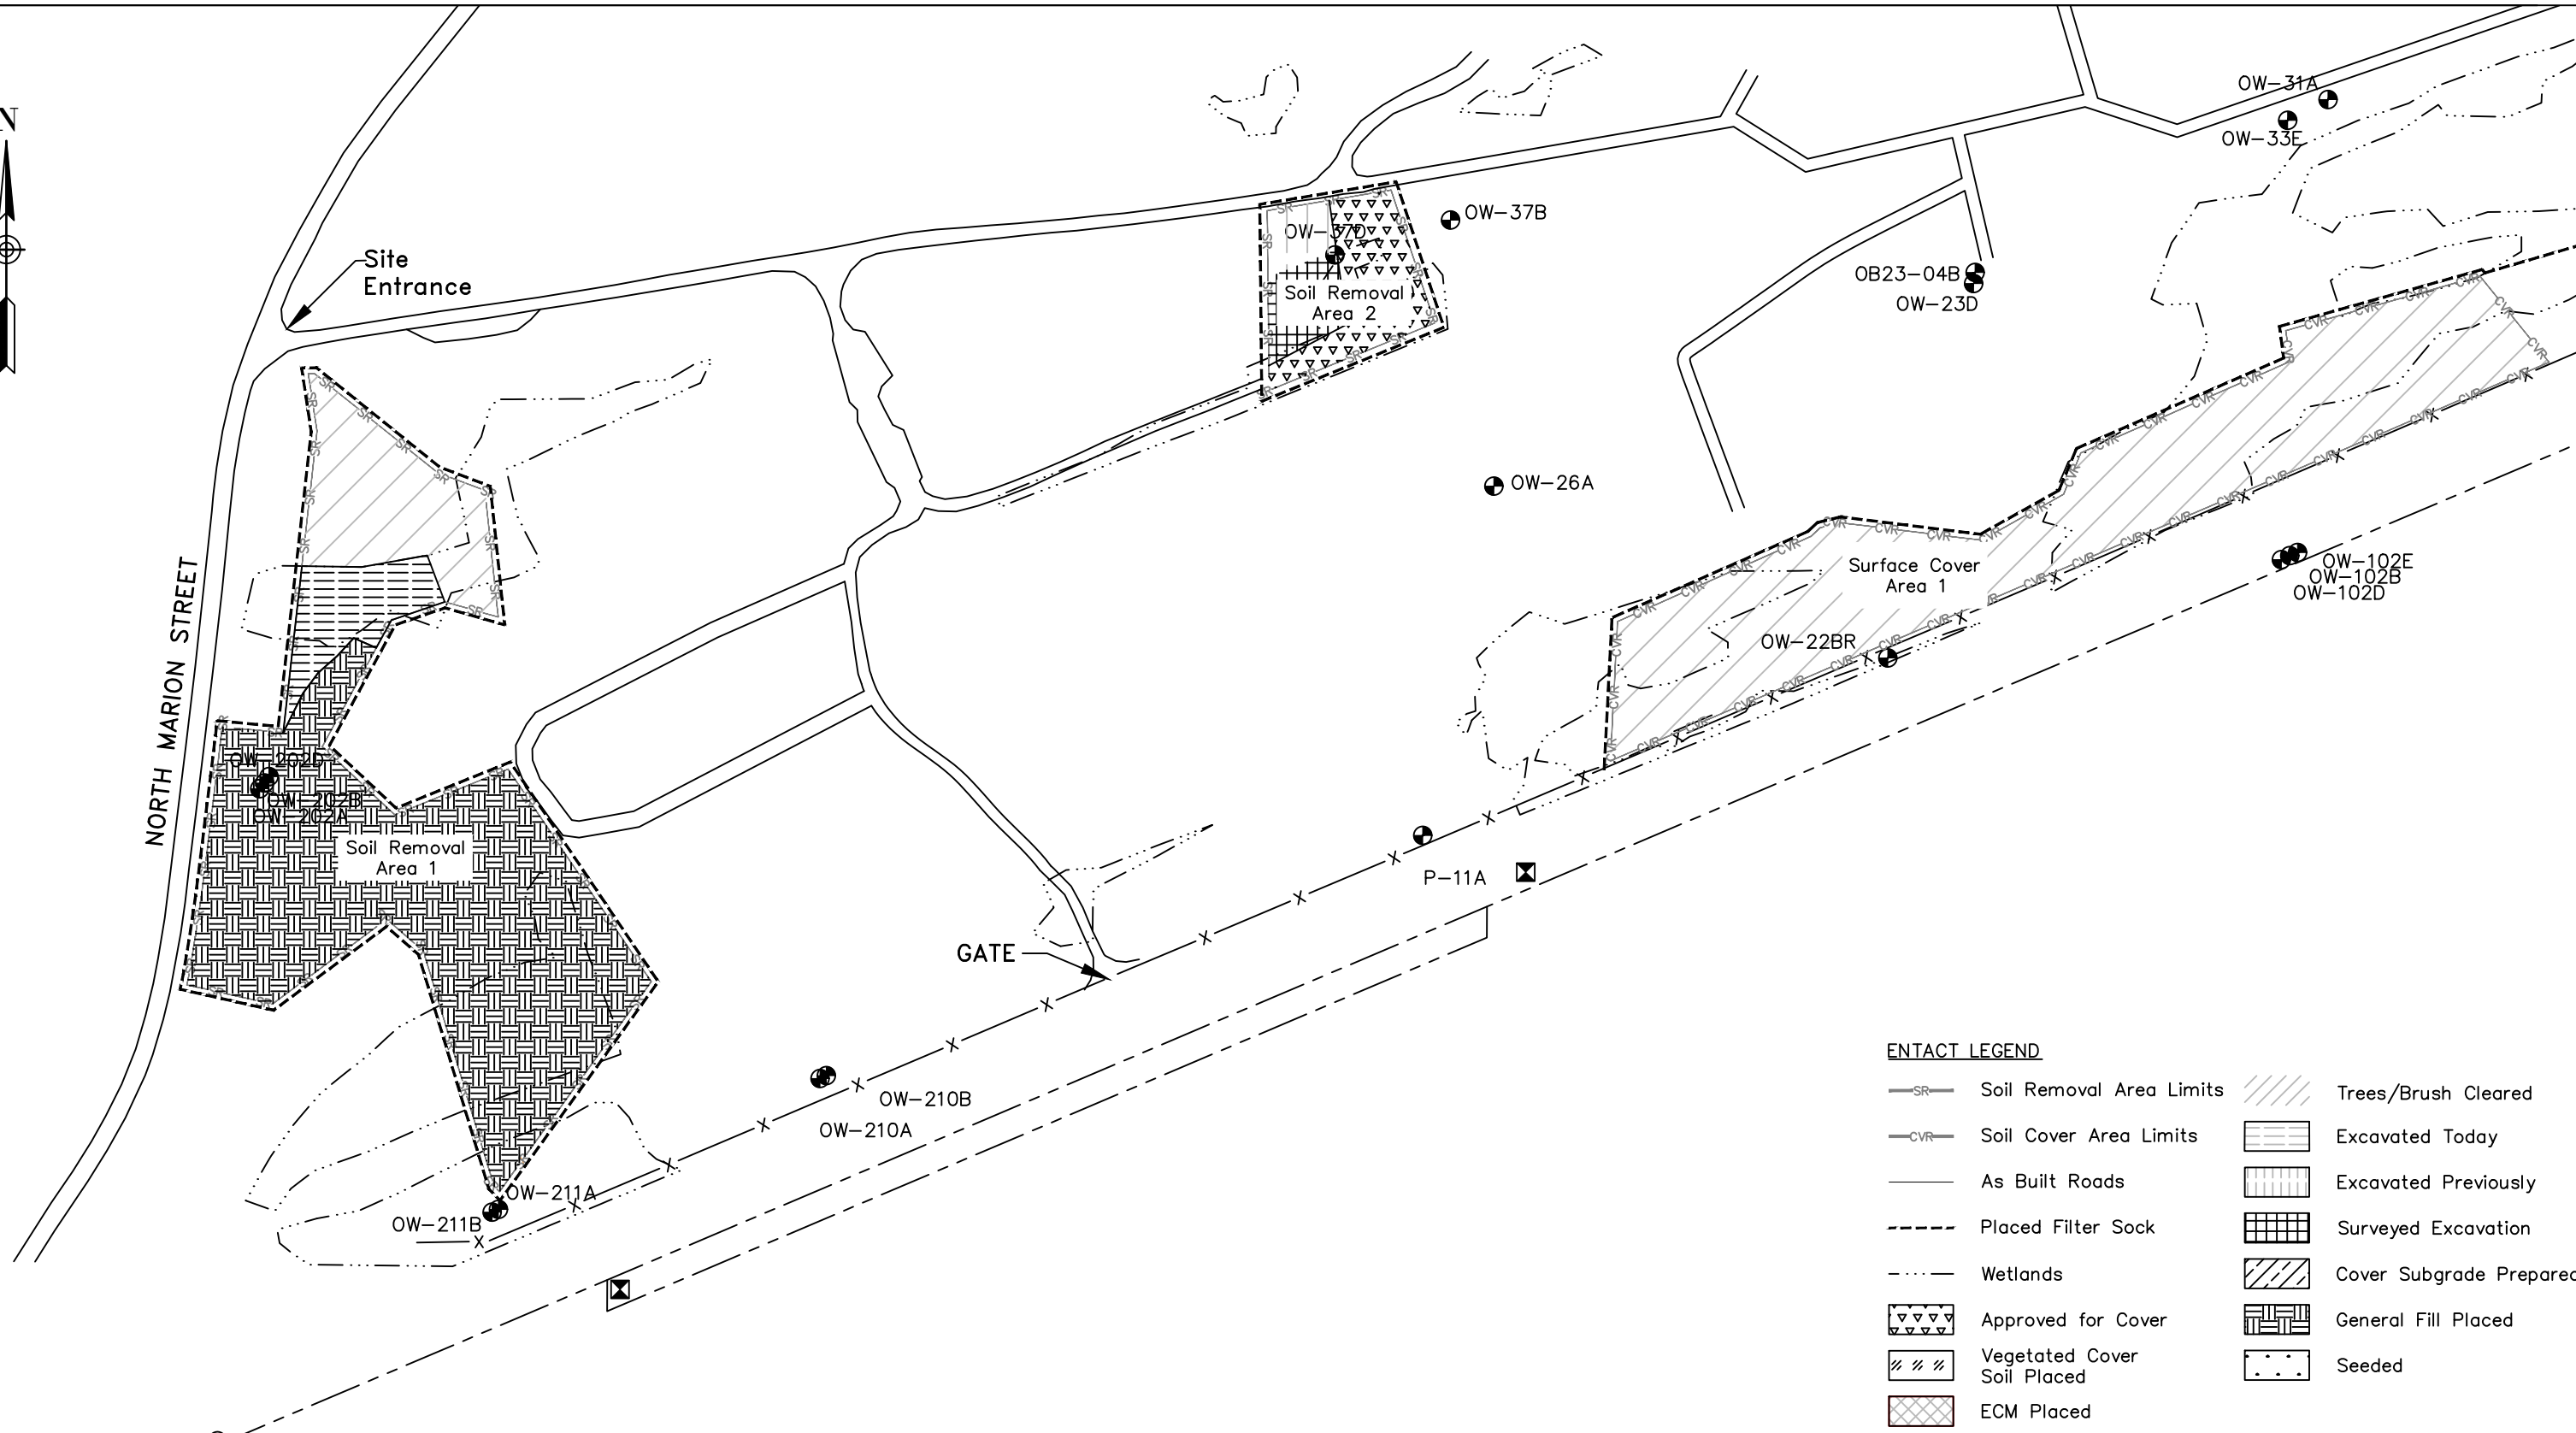 N
OW-31A
OW-33E
OW-37B
OW-37D
Site
Entrance
OB23-04B
OW-23D
Soil Removal
Area 2
OW-26A
Surface Cover
Area 1
OW-102E
OW-102B
OW-102D
OW-22BR
NORTH MARION STREET
OW-202D
OW-202B
OW-202A
Soil Removal
Area 1
P-11A
GATE
OW-210B
OW-210A
OW-211A
OW-211B
ENTACT LEGEND
SR Soil Removal Area Limits
CVR Soil Cover Area Limits
As Built Roads
Placed Filter Sock
Wetlands
Approved for Cover
Vegetated Cover
Soil Placed
ECM Placed
Trees/Brush Cleared
Excavated Today
Excavated Previously
Surveyed Excavation
Cover Subgrade Prepared
General Fill Placed
Seeded